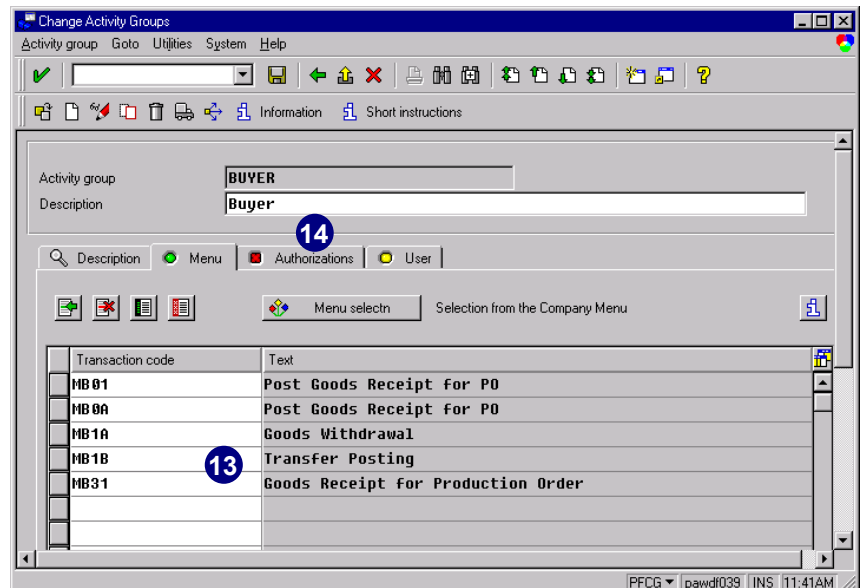 Change Activity Groups
Activity group Goto Utilities System Help
Information Short instructions
Activity group BUYER
Description Buyer
14
Description Menu Authorizations User
Menu selectn Selection from the Company Menu
Transaction code Text
MB01 Post Goods Receipt for PO
MB0A Post Goods Receipt for PO
MB1A Goods Withdrawal
MB1B Transfer Posting
13
MB31 Goods Receipt for Production Order
PFCG pawdf039 INS 11:41AM